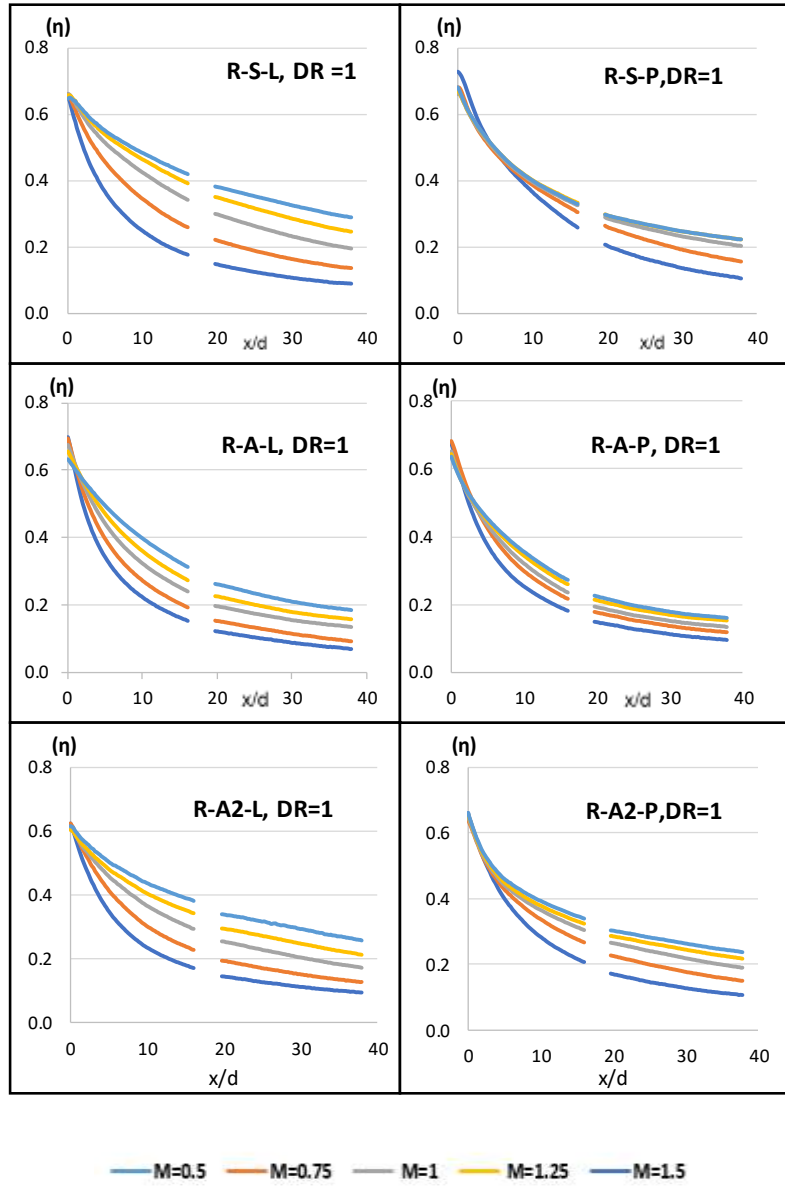 (η)
0.8
0.6
0.4
0.2
0.0
R-S-L, DR =1
0 10 20 30 40
x/d
(η)
0.8
0.6
0.4
0.2
0.0
R-S-P,DR=1
0 10 20 30 40
x/d
(η)
0.8
0.6
0.4
0.2
0.0
R-A-L, DR=1
0 10 20 30 40
x/d
(η)
0.8
0.6
0.4
0.2
0.0
R-A-P, DR=1
0 10 20 30 40
x/d
(η)
0.8
0.6
0.4
0.2
0.0
R-A2-L, DR=1
0 10 20 30 40
x/d
(η)
0.8
0.6
0.4
0.2
0.0
R-A2-P,DR=1
0 10 20 30 40
x/d
M=0.5 M=0.75 M=1 M=1.25 M=1.5